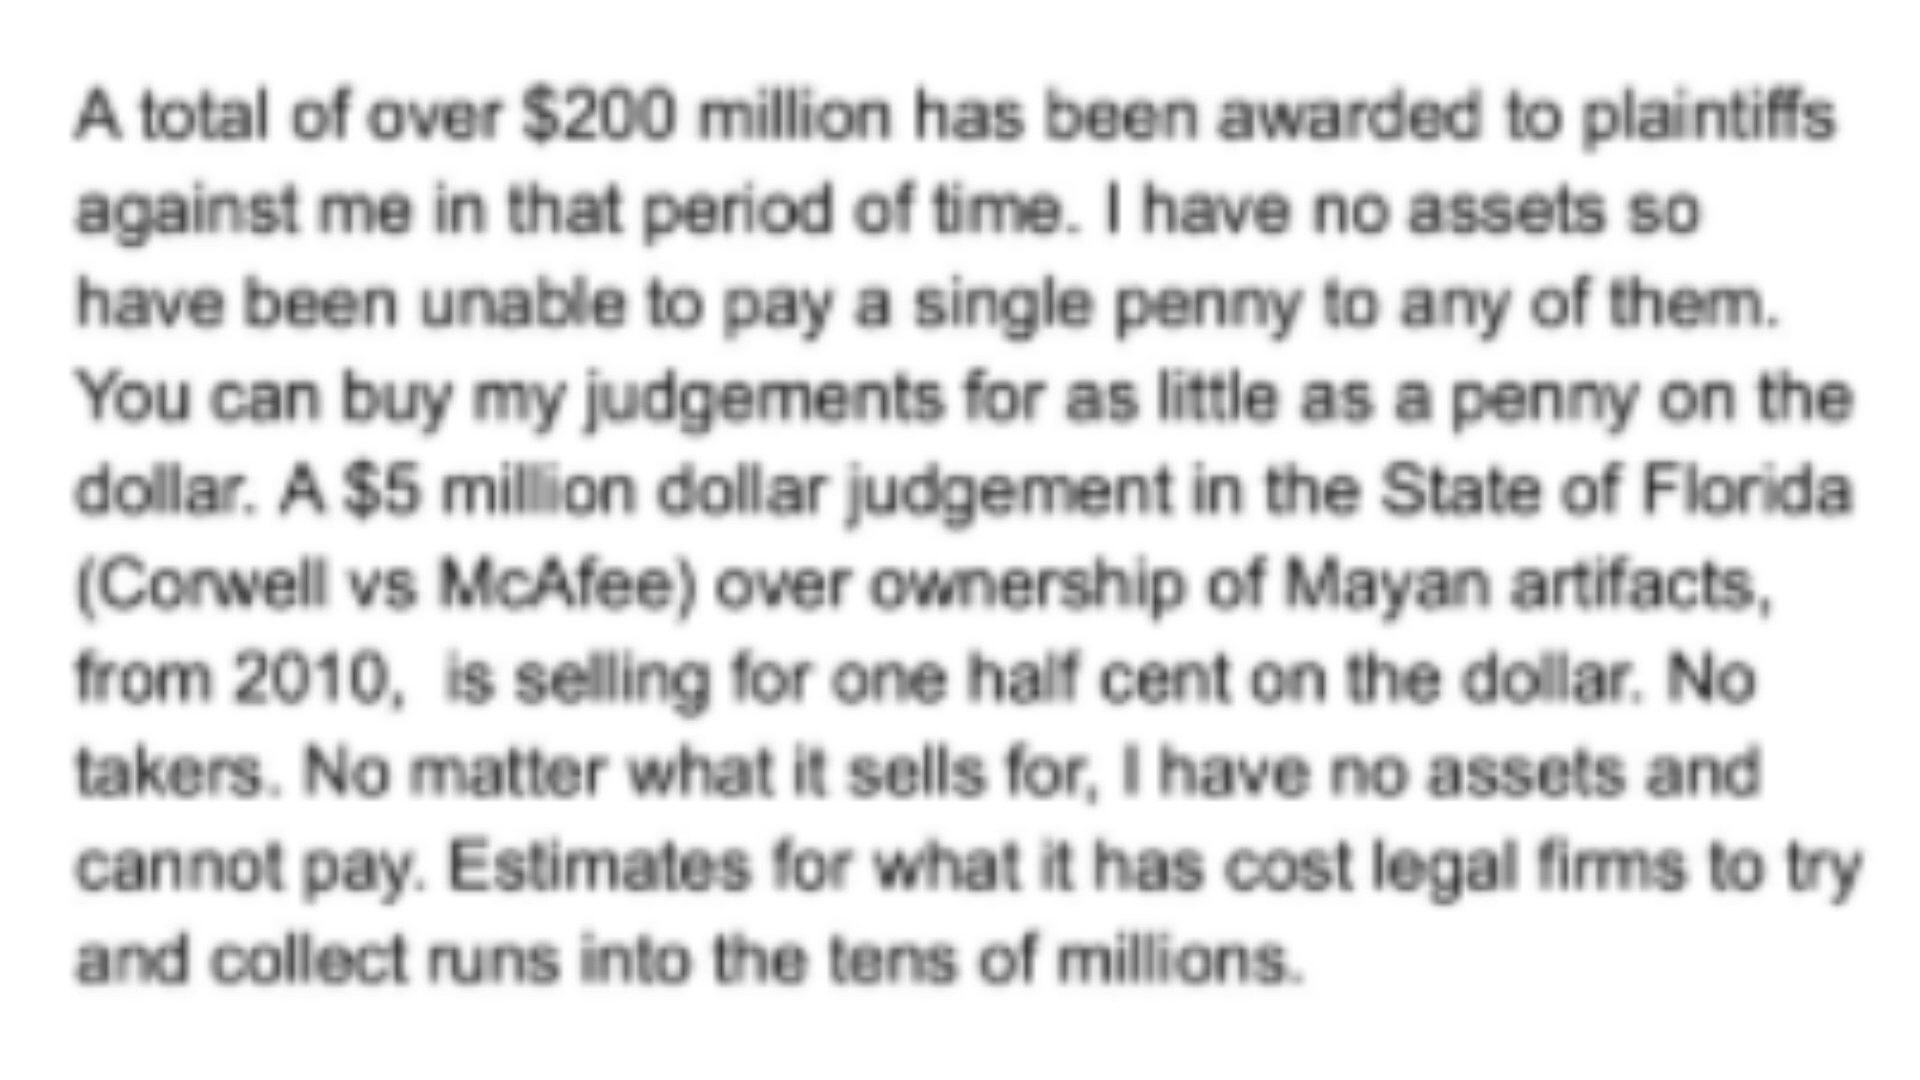 A total of over $200 million has been awarded to plaintiffs
against me in that period of time. I have no assets so
have been unable to pay a single penny to any of them.
You can buy my judgements for as little as a penny on the
dollar. A $5 million dollar judgement in the State of Florida
(Corwell vs McAfee) over ownership of Mayan artifacts,
from 2010,  is selling for one half cent on the dollar. No
takers. No matter what it sells for, I have no assets and
cannot pay. Estimates for what it has cost legal firms to try
and collect runs into the tens of millions.